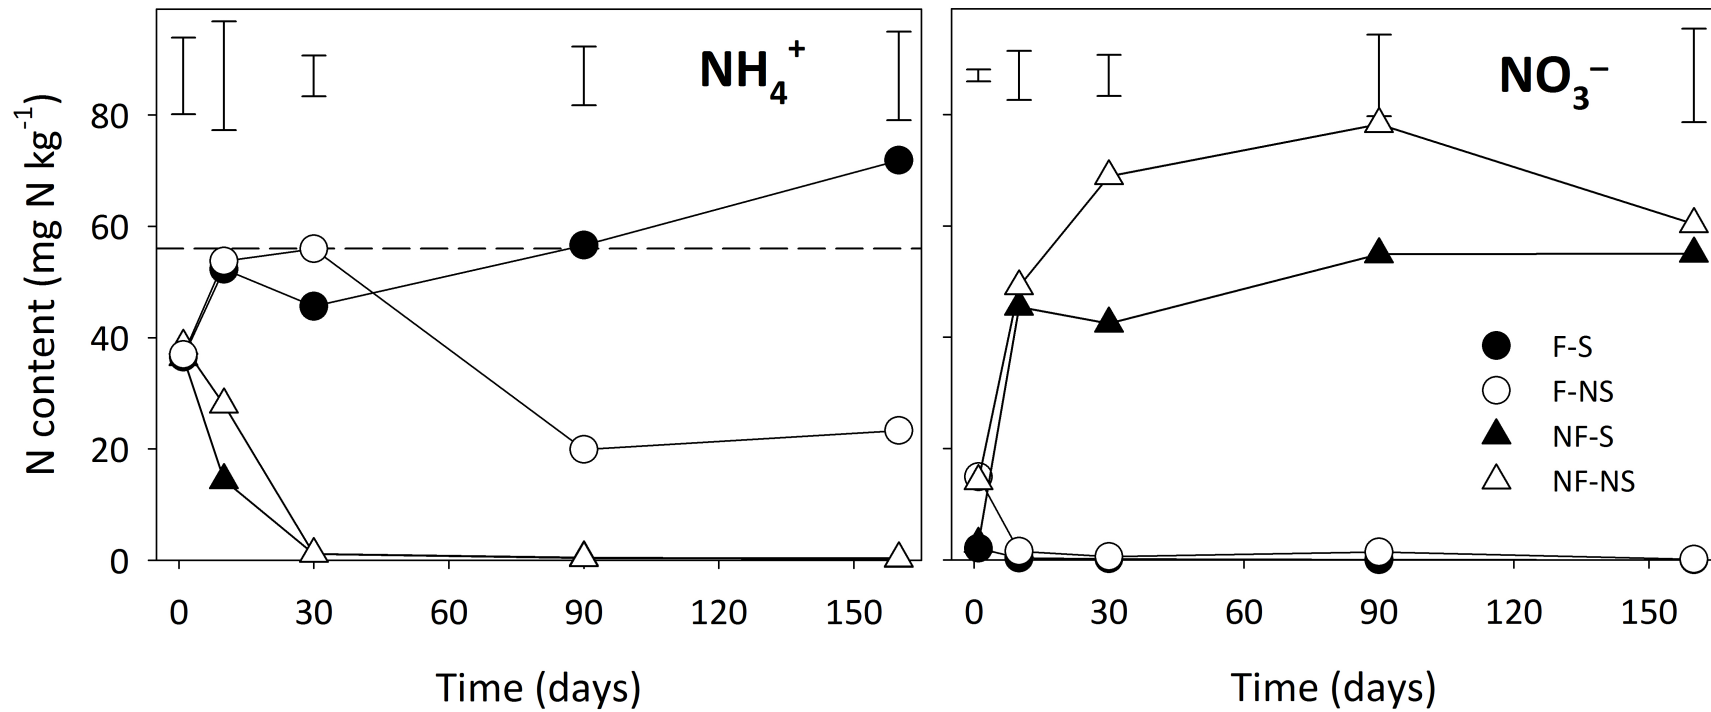 NH₄⁺
NO₃⁻
N content (mg N kg⁻¹)
80
60
40
20
0
F-S
F-NS
NF-S
NF-NS
0 30 60 90 120 150
0 30 60 90 120 150
Time (days)
Time (days)